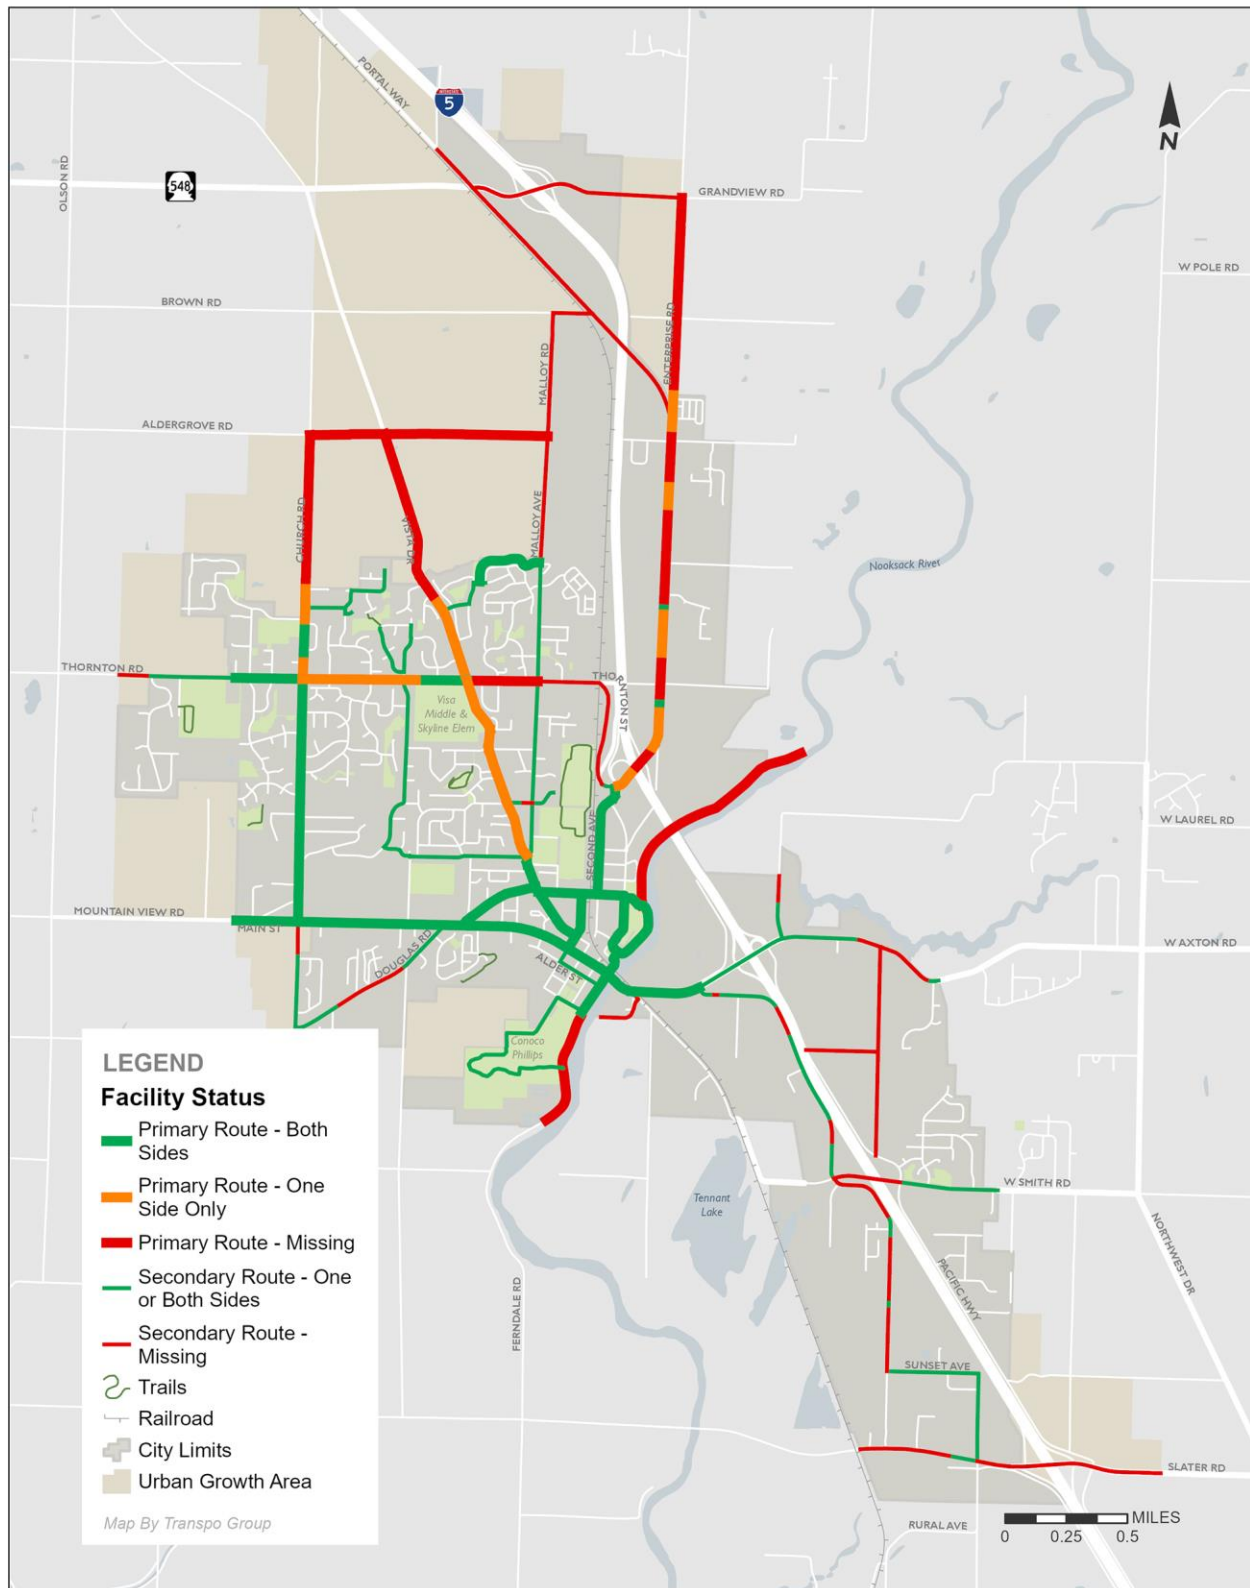 PORTAL WAY
INTERSTATE
5
N
OLSON RD
548
GRANDVIEW RD
W POLE RD
BROWN RD
ENTERPRISE RD
MALLOY RD
ALDERGROVE RD
CHURCH RD
VISTA DR
MALLOY AVE
Nooksack River
THORNTON RD
THORNTON ST
Visa
Middle &
Skyline Elem
SECOND AVE
W LAUREL RD
MOUNTAIN VIEW RD
MAIN ST
DOUGLAS RD
ALDER ST
W AXTON RD
Conoco
Phillips
LEGEND
Facility Status
Primary Route - Both
Sides
Primary Route - One
Side Only
Primary Route - Missing
Secondary Route - One
or Both Sides
Secondary Route -
Missing
Trails
Railroad
City Limits
Urban Growth Area
Map By Transpo Group
Tennant
Lake
W SMITH RD
NORTHWEST DR
PACIFIC HWY
FERNDALE RD
SUNSET AVE
SLATER RD
RURAL AVE
MILES
0 0.25 0.5